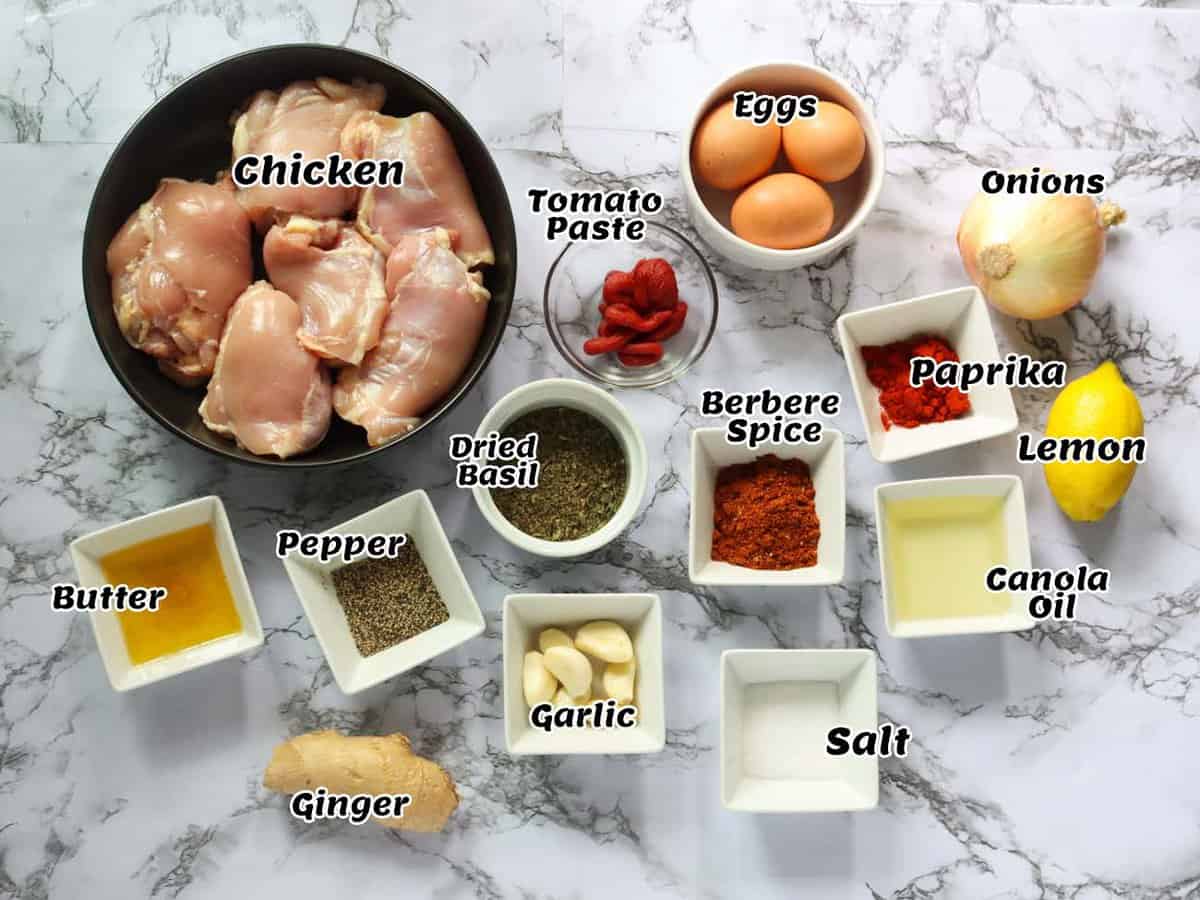 Eggs
Chicken
Onions
Tomato
Paste
Paprika
Berbere
Spice
Lemon
Dried
Basil
Pepper
Canola
Oil
Butter
Garlic
Salt
Ginger